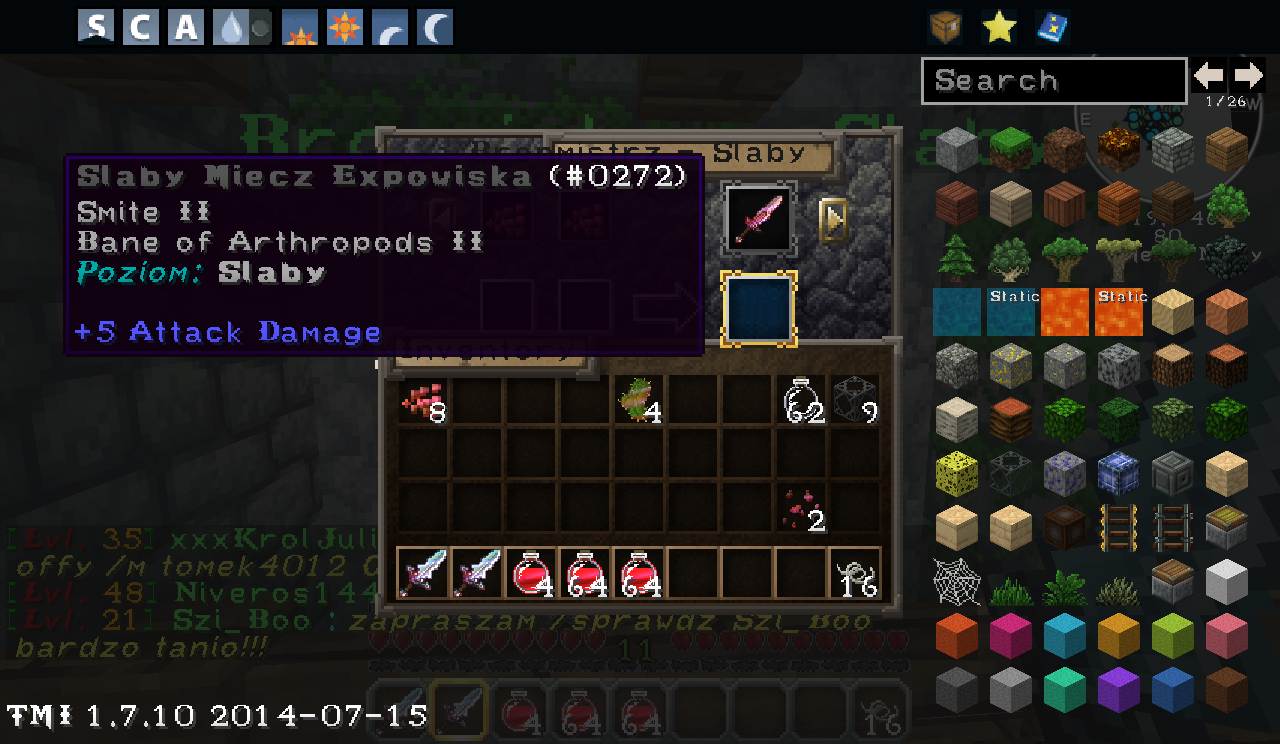 S C A
Search
1/26
E
W
Slaby
Slaby Miecz Expowiska (#0272)
Smite II
Bane of Arthropods II
Poziom: Slaby
+5 Attack Damage
80
Static
Static
Inventory
8
4
62
9
2
[Lvl. 35] xxxKrolJuli
offy /m tomek4012
[Lvl. 48] Niveros144
[Lvl. 21] Szi_Boo : zapraszam /sprawdz Szi_Boo
bardzo tanio!!!
4
64
64
16
11
4
64
64
16
TMI 1.7.10 2014-07-15